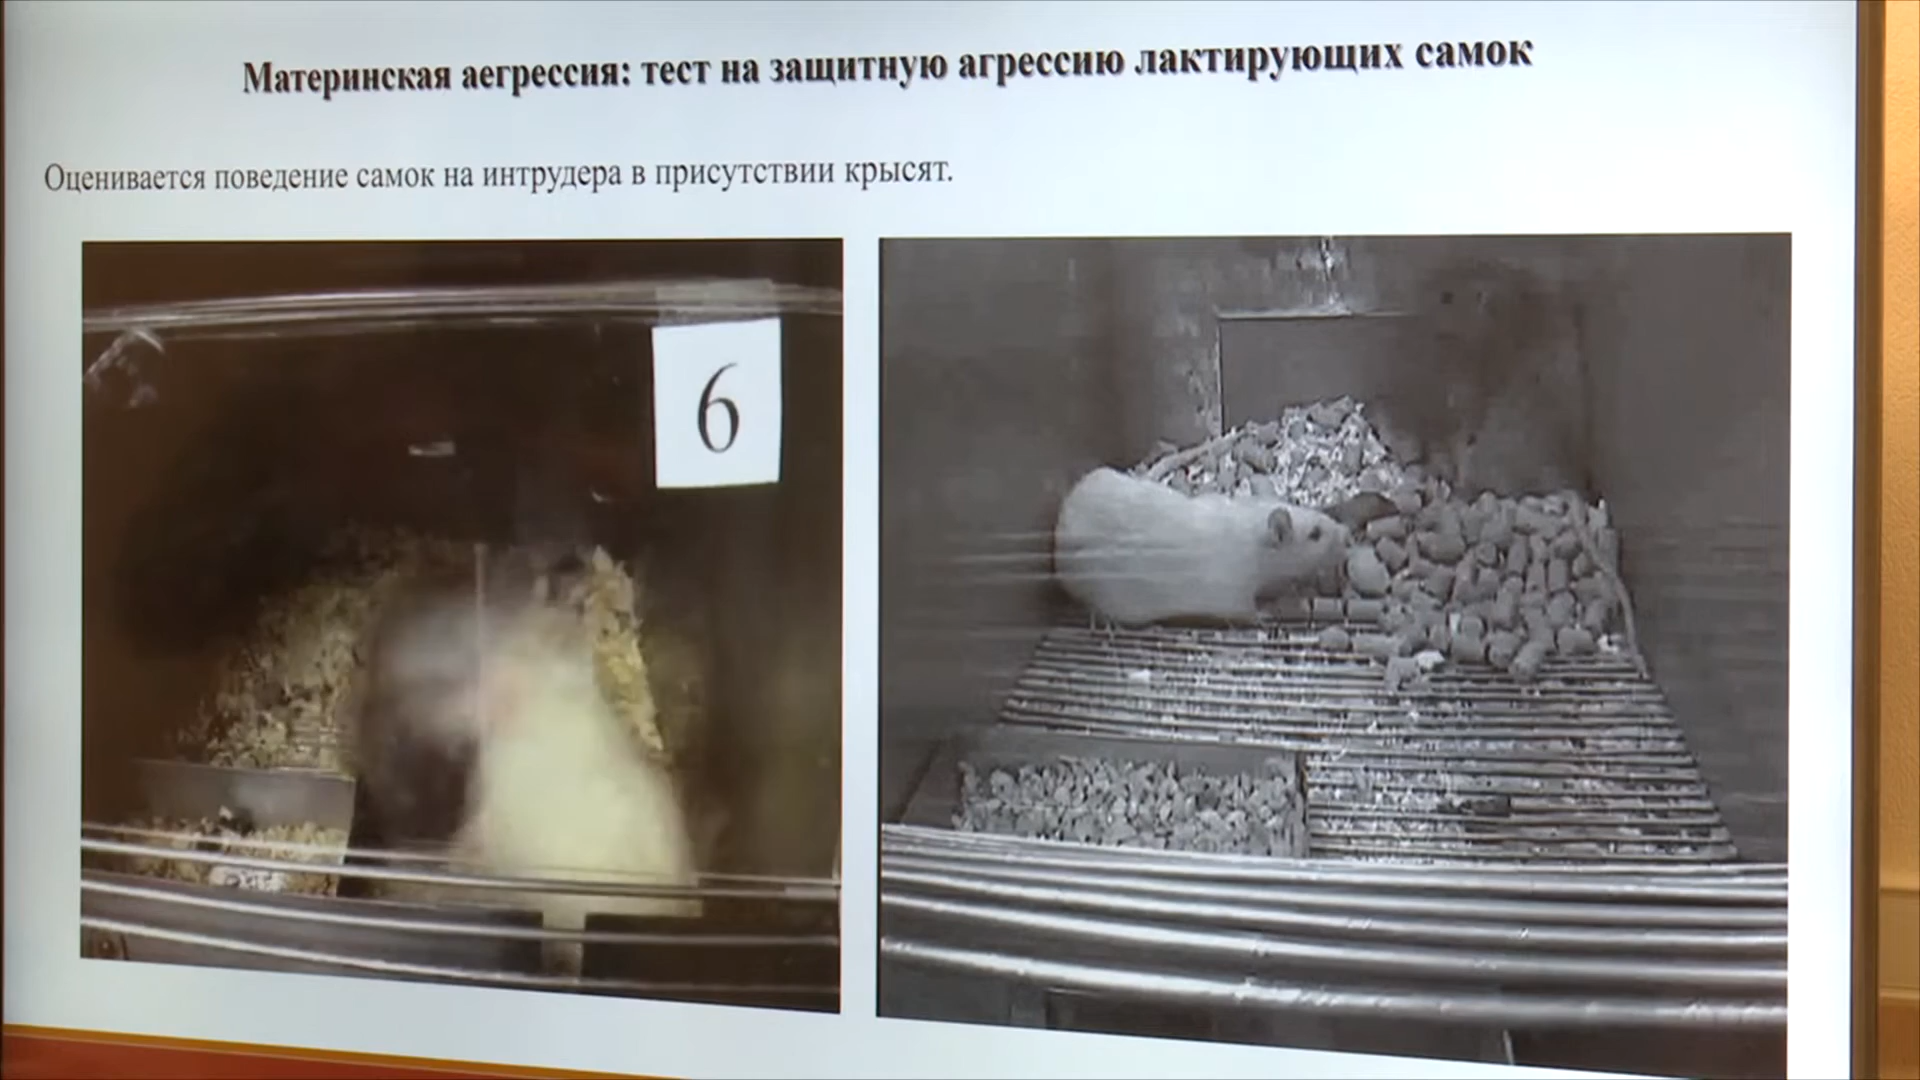 Материнская аегрессия: тест на защитную агрессию лактирующих самок
Оценивается поведение самок на интрудера в присутствии крысят.
6